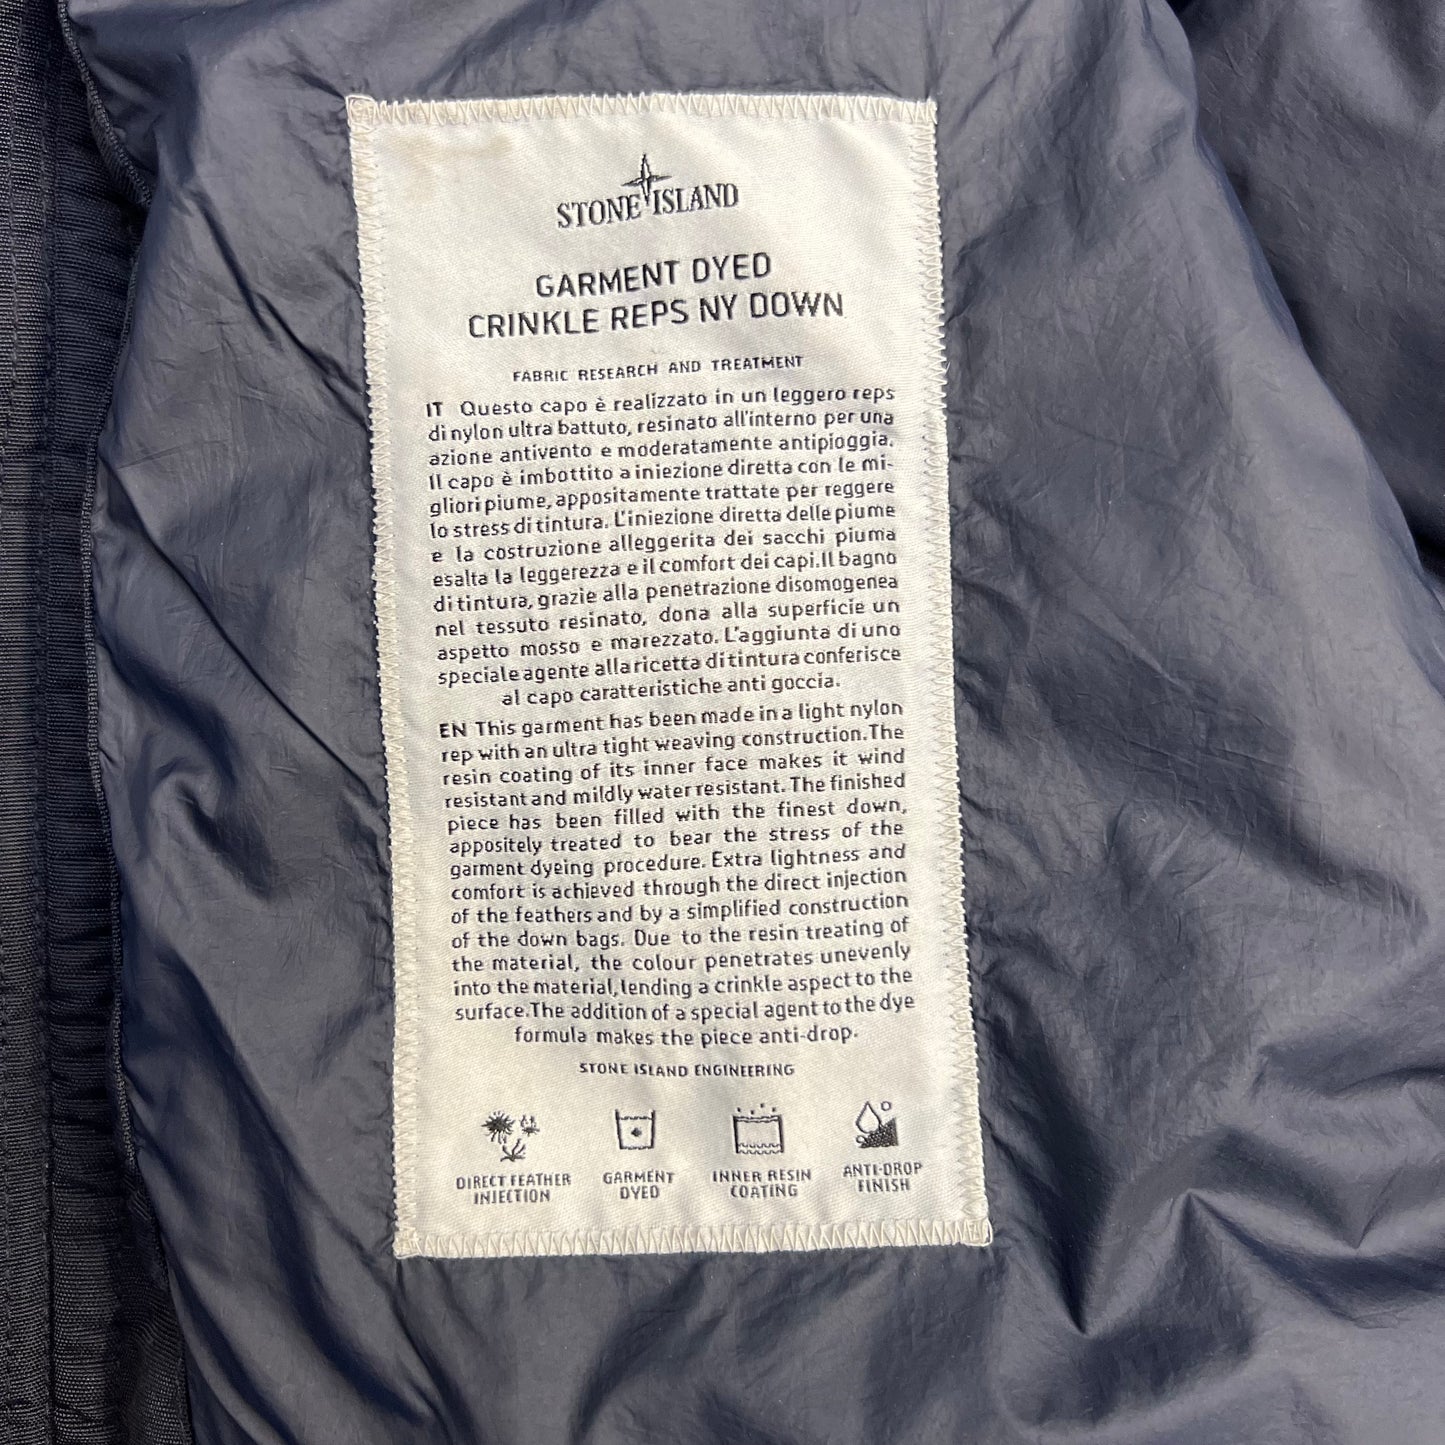 STONE ISLAND
GARMENT DYED
CRINKLE REPS NY DOWN
FABRIC RESEARCH AND TREATMENT
IT Questo capo è realizzato in un leggero reps
di nylon ultra battuto, resinato all'interno per una
azione antivento e moderatamente antipioggia.
Il capo è imbottito a iniezione diretta con le mi-
gliori piume, appositamente trattate per reggere
lo stress di tintura. L'iniezione diretta delle piume
e la costruzione alleggerita dei sacchi piuma
esalta la leggerezza e il comfort dei capi. Il bagno
di tintura, grazie alla penetrazione disomogenea
nel tessuto resinato, dona alla superficie un
aspetto mosso e marezzato. L'aggiunta di uno
speciale agente alla ricetta di tintura conferisce
al capo caratteristiche anti goccia.
EN This garment has been made in a light nylon
rep with an ultra tight weaving construction. The
resin coating of its inner face makes it wind
resistant and mildly water resistant. The finished
piece has been filled with the finest down,
appositely treated to bear the stress of the
garment dyeing procedure. Extra lightness and
comfort is achieved through the direct injection
of the feathers and by a simplified construction
of the down bags. Due to the resin treating of
the material, the colour penetrates unevenly
into the material, lending a crinkle aspect to the
surface. The addition of a special agent to the dye
formula makes the piece anti-drop.
STONE ISLAND ENGINEERING
DIRECT FEATHER
INJECTION
GARMENT
DYED
INNER RESIN
COATING
ANTI-DROP
FINISH